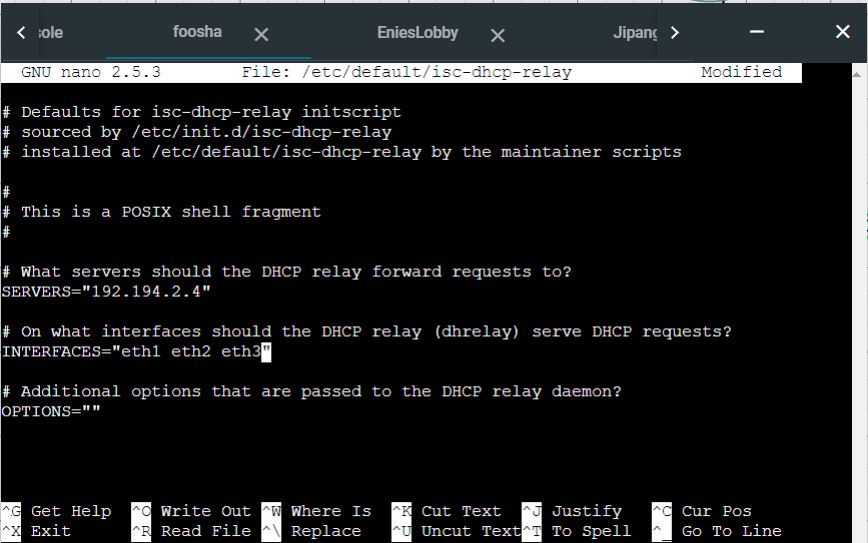 sole foosha EniesLobby Jipang
GNU nano 2.5.3 File: /etc/default/isc-dhcp-relay Modified
# Defaults for isc-dhcp-relay initscript
# sourced by /etc/init.d/isc-dhcp-relay
# installed at /etc/default/isc-dhcp-relay by the maintainer scripts
#
# This is a POSIX shell fragment
#
# What servers should the DHCP relay forward requests to?
SERVERS="192.194.2.4"
# On what interfaces should the DHCP relay (dhrelay) serve DHCP requests?
INTERFACES="eth1 eth2 eth3"
# Additional options that are passed to the DHCP relay daemon?
OPTIONS=""
^G Get Help ^O Write Out ^W Where Is ^K Cut Text ^J Justify ^C Cur Pos
^X Exit ^R Read File ^\ Replace ^U Uncut Text ^T To Spell ^_ Go To Line